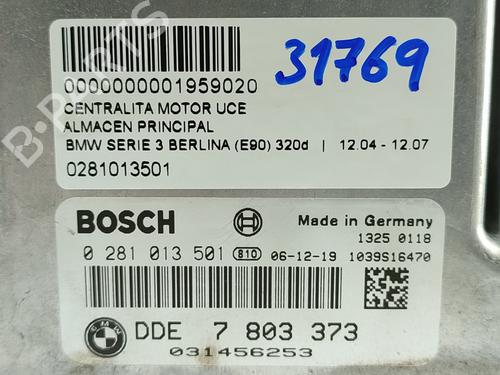 B-PARTS
31769
0000000001959020
CENTRALITA MOTOR UCE
ALMACEN PRINCIPAL
BMW SERIE 3 BERLINA (E90) 320d | 12.04 - 12.07
0281013501
BOSCH
Made in Germany
1325 0118
0 281 013 501 810 06-12-19 1039S16470
BMW
DDE 7 803 373
031456253